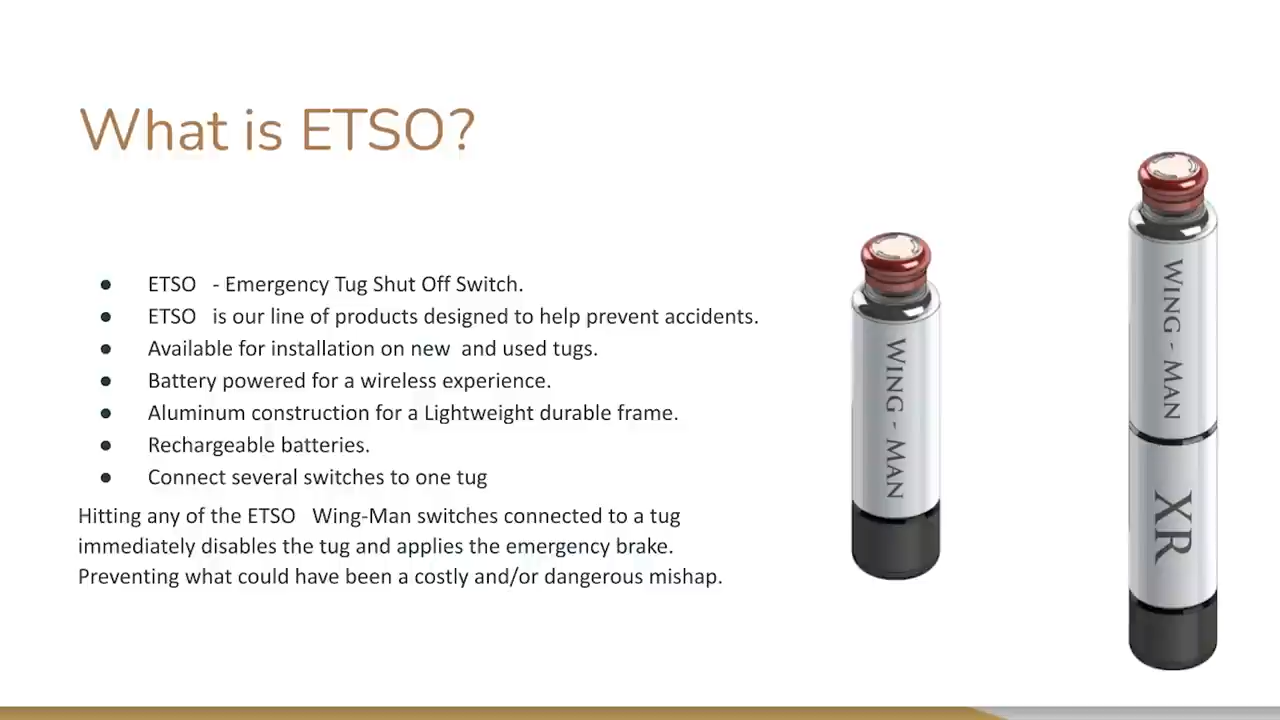 What is ETSO?
● ETSO - Emergency Tug Shut Off Switch.
● ETSO is our line of products designed to help prevent accidents.
● Available for installation on new and used tugs.
● Battery powered for a wireless experience.
● Aluminum construction for a Lightweight durable frame.
● Rechargeable batteries.
● Connect several switches to one tug
Hitting any of the ETSO Wing-Man switches connected to a tug
immediately disables the tug and applies the emergency brake.
Preventing what could have been a costly and/or dangerous mishap.
WING - MAN
WING - MAN
XR